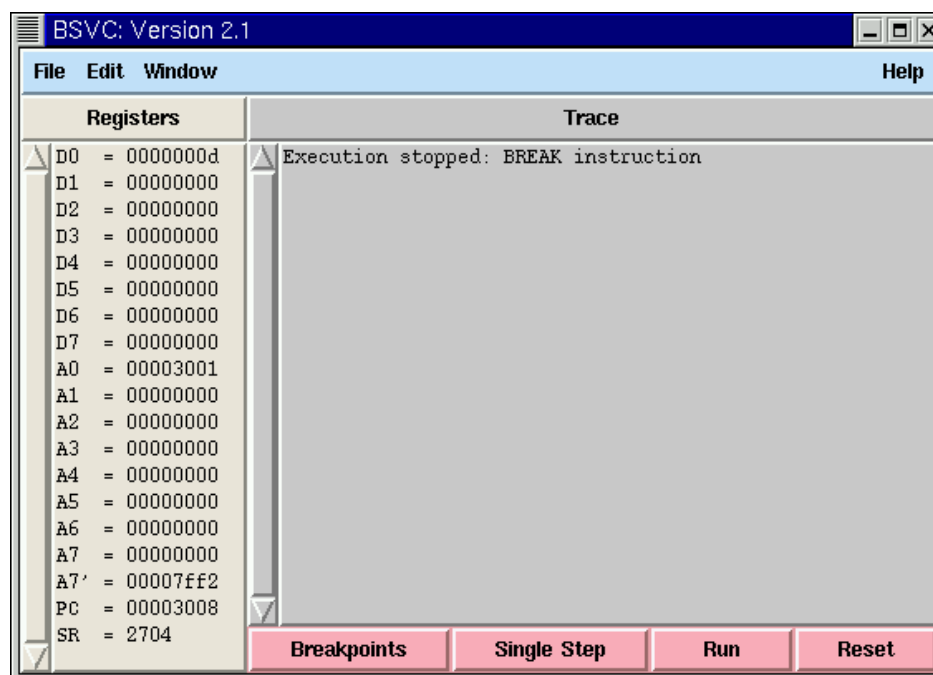 BSVC: Version 2.1
File Edit Window Help
Registers
Trace
D0 = 0000000d
D1 = 00000000
D2 = 00000000
D3 = 00000000
D4 = 00000000
D5 = 00000000
D6 = 00000000
D7 = 00000000
A0 = 00003001
A1 = 00000000
A2 = 00000000
A3 = 00000000
A4 = 00000000
A5 = 00000000
A6 = 00000000
A7 = 00000000
A7' = 00007ff2
PC = 00003008
SR = 2704
Execution stopped: BREAK instruction
Breakpoints Single Step Run Reset